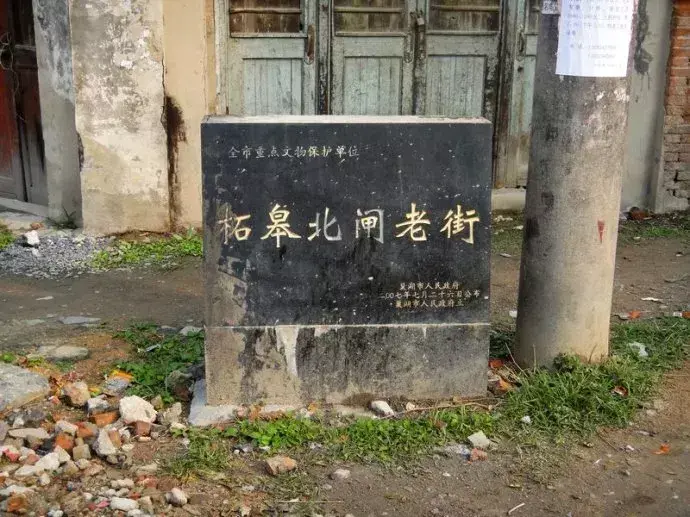 全市重点文物保护单位
柘皋北闸老街
巢湖市人民政府
二〇〇七年七月二十六日公布
巢湖市人民政府立